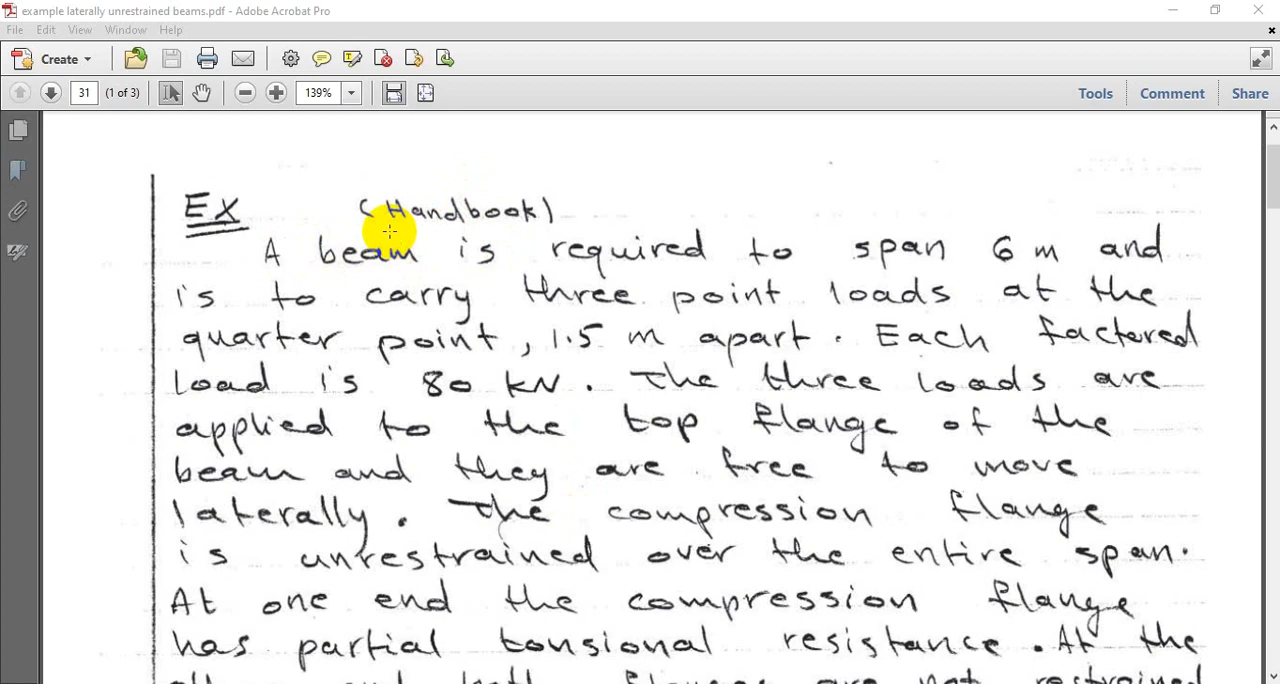 example laterally unrestrained beams.pdf - Adobe Acrobat Pro
File Edit View Window Help
Create
31 (1 of 3) 139% Tools Comment Share
EX (Handbook)
A beam is required to span 6 m and
is to carry three point loads at the
quarter point, 1.5 m apart. Each factored
load is 80 kN. The three loads are
applied to the top flange of the
beam and they are free to move
laterally. The compression flange
is unrestrained over the entire span.
At one end the compression flange
has partial tonsional resistance. At the